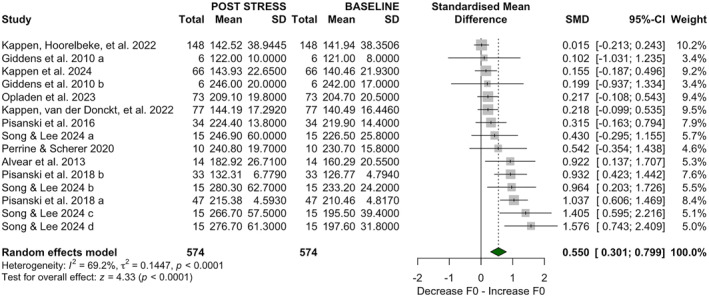 POST STRESS BASELINE Standardised Mean
Total Mean SD Total Mean SD Difference SMD 95%-CI Weight
Kappen, Hoorelbeke, et al. 2022 148 142.52 38.9445 148 141.94 38.3506 0.015 [-0.213; 0.243] 10.2%
Giddens et al. 2010 a 6 122.00 10.0000 6 121.00 8.0000 0.102 [-1.031; 1.235] 3.4%
Kappen et al. 2024 66 143.93 22.6500 66 140.46 21.9300 0.155 [-0.187; 0.496] 9.2%
Giddens et al. 2010 b 6 246.00 20.0000 6 242.00 17.0000 0.199 [-0.937; 1.334] 3.4%
Opladen et al. 2023 73 209.10 19.8000 73 204.70 20.5000 0.217 [-0.108; 0.543] 9.4%
Kappen, van der Donckt, et al. 2022 77 144.19 17.2920 77 140.49 16.4460 0.218 [-0.099; 0.535] 9.4%
Pisanski et al. 2016 34 224.40 13.8000 34 219.90 14.4000 0.315 [-0.163; 0.794] 7.9%
Song & Lee 2024 a 15 246.90 60.0000 15 226.50 25.8000 0.430 [-0.295; 1.155] 5.7%
Perrine & Scherer 2020 10 240.80 19.7000 10 230.70 15.8000 0.542 [-0.354; 1.438] 4.6%
Alvear et al. 2013 14 182.92 26.7100 14 160.29 20.5500 0.922 [ 0.137; 1.707] 5.3%
Pisanski et al. 2018 b 33 132.31 6.7790 33 126.77 4.7940 0.932 [ 0.423; 1.442] 7.6%
Song & Lee 2024 b 15 280.30 62.7000 15 233.20 24.2000 0.964 [ 0.203; 1.726] 5.4%
Pisanski et al. 2018 a 47 215.38 4.5930 47 210.46 4.8170 1.037 [ 0.606; 1.469] 8.4%
Song & Lee 2024 c 15 266.70 57.5000 15 195.50 39.4000 1.405 [ 0.595; 2.216] 5.1%
Song & Lee 2024 d 15 276.70 61.3000 15 197.60 31.8000 1.576 [ 0.743; 2.409] 5.0%
Random effects model 574 574 0.550 [ 0.301; 0.799] 100.0%
Heterogeneity: I² = 69.2%, τ² = 0.1447, p < 0.0001
Test for overall effect: z = 4.33 (p < 0.0001)
-2 -1 0 1 2
Decrease F0 - Increase F0